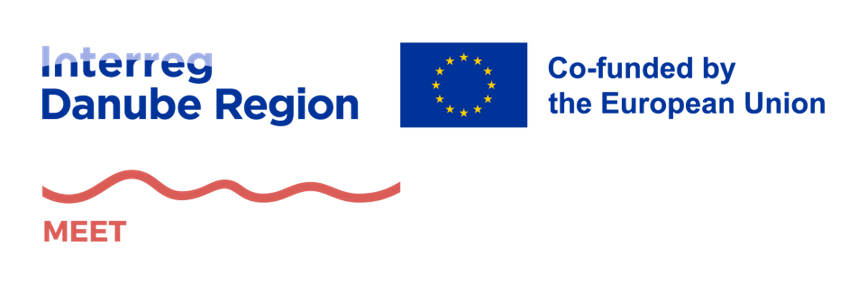 Interreg
Danube Region
Co-funded by
the European Union
MEET